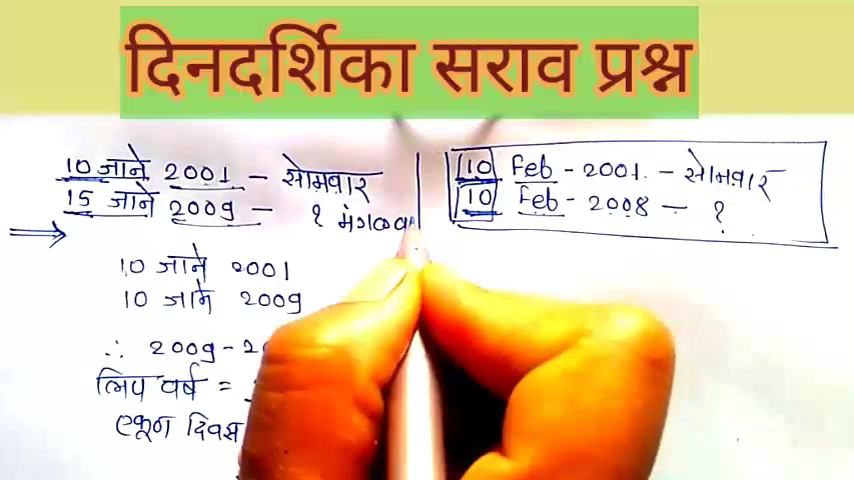 दिनदर्शिका सराव प्रश्न
10 जाने 2001 - सोमवार
15 जाने 2009 - ? मंगळवा
10 जाने 2001
10 जाने 2009
∴ 2009-20
लिप वर्ष =
एकून दिवस
10 Feb - 2001 - सोमवार
10 Feb - 2008 - ?